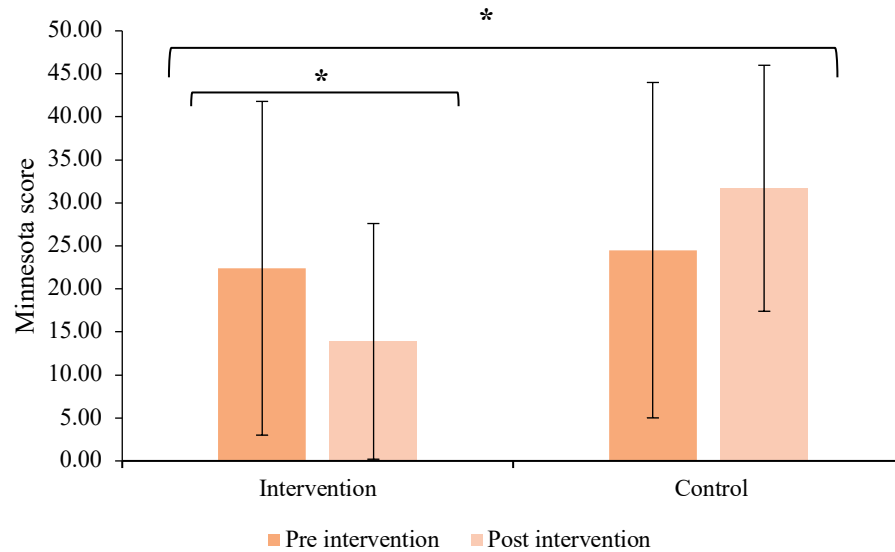 *
*
50.00
45.00
40.00
35.00
30.00
25.00
20.00
15.00
10.00
5.00
0.00
Minnesota score
Intervention
Control
Pre intervention
Post intervention